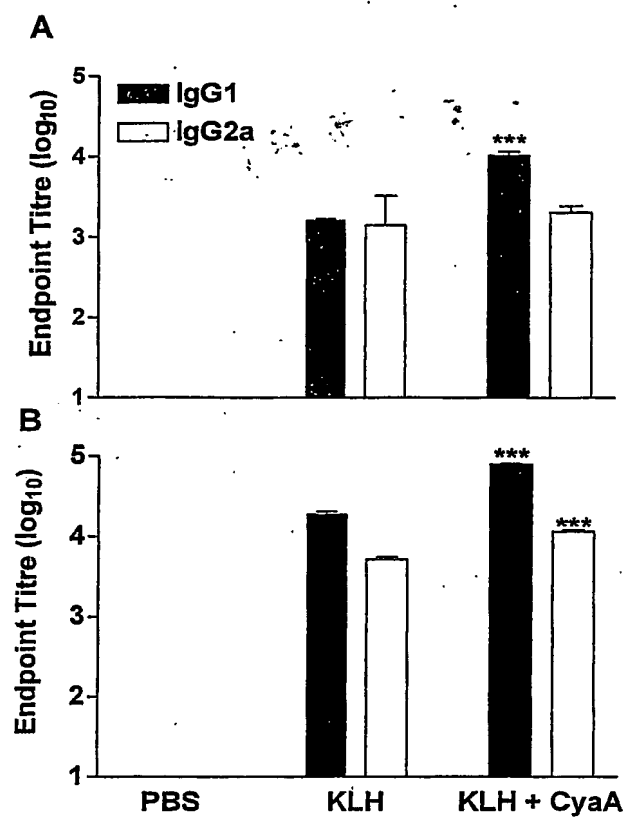 A
5
IgG1
IgG2a
4
***
3
2
1
Endpoint Titre (log10)
B
5
***
4
***
3
2
1
Endpoint Titre (log10)
PBS KLH KLH + CyaA